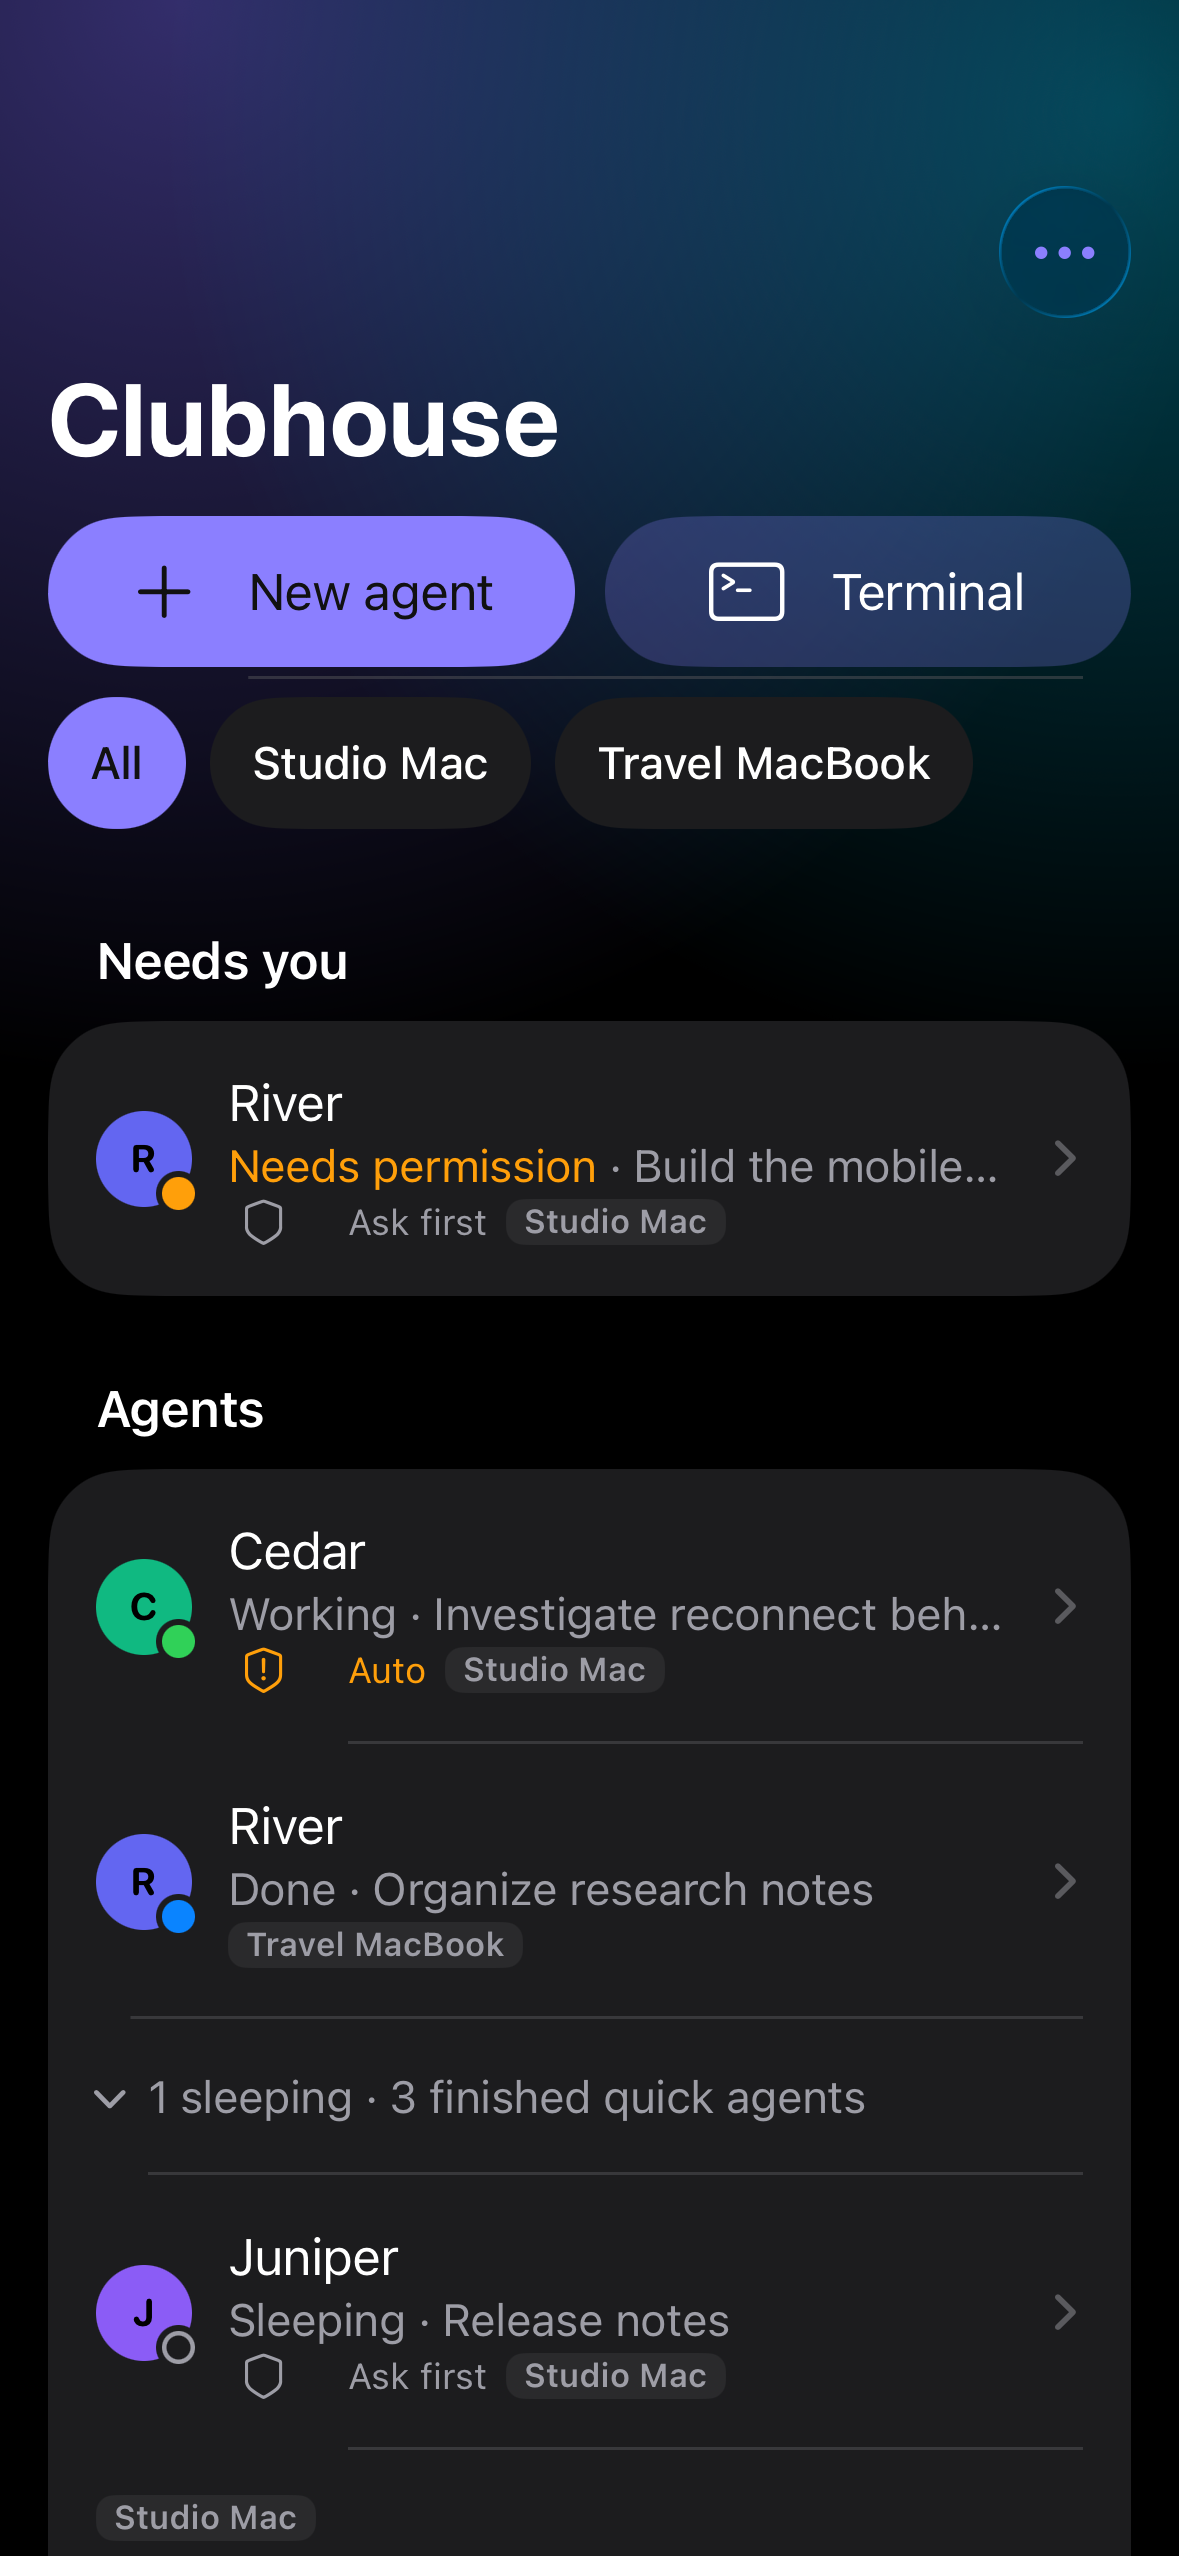 Clubhouse
New agent
Terminal
All
Studio Mac
Travel MacBook
Needs you
R
River
Needs permission · Build the mobile...
Ask first
Studio Mac
Agents
C
Cedar
Working · Investigate reconnect beh...
Auto
Studio Mac
R
River
Done · Organize research notes
Travel MacBook
1 sleeping · 3 finished quick agents
J
Juniper
Sleeping · Release notes
Ask first
Studio Mac
Studio Mac